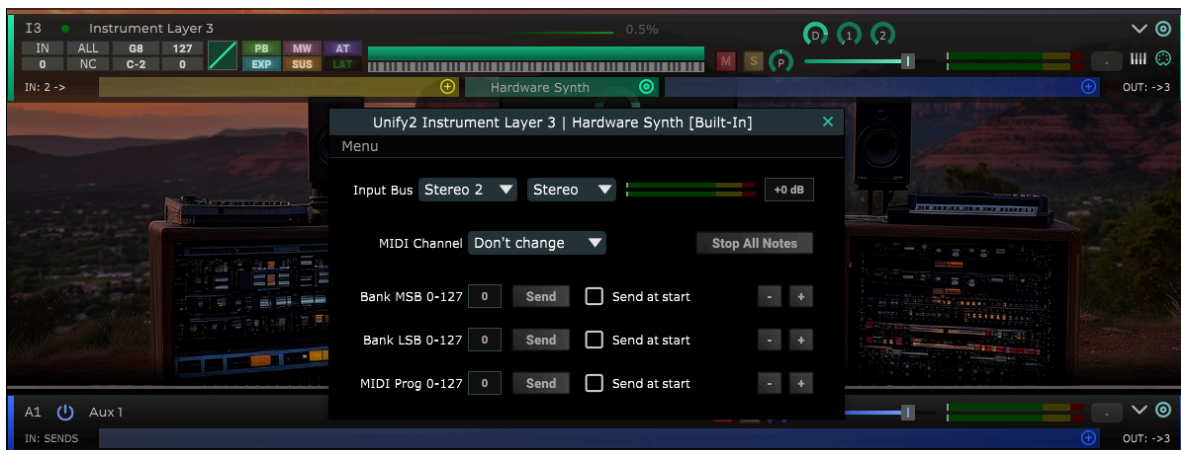 I3 Instrument Layer 3 0.5% D 1 2
IN ALL G8 127 PB MW AT
0 NC C-2 0 EXP SUS LAT M S P -
IN: 2 -> Hardware Synth OUT: ->3
Unify2 Instrument Layer 3 | Hardware Synth [Built-In] ×
Menu
Input Bus Stereo 2 Stereo +0 dB
MIDI Channel Don't change Stop All Notes
Bank MSB 0-127 0 Send Send at start - +
Bank LSB 0-127 0 Send Send at start - +
MIDI Prog 0-127 0 Send Send at start - +
A1 Aux 1 -
IN: SENDS OUT: ->3